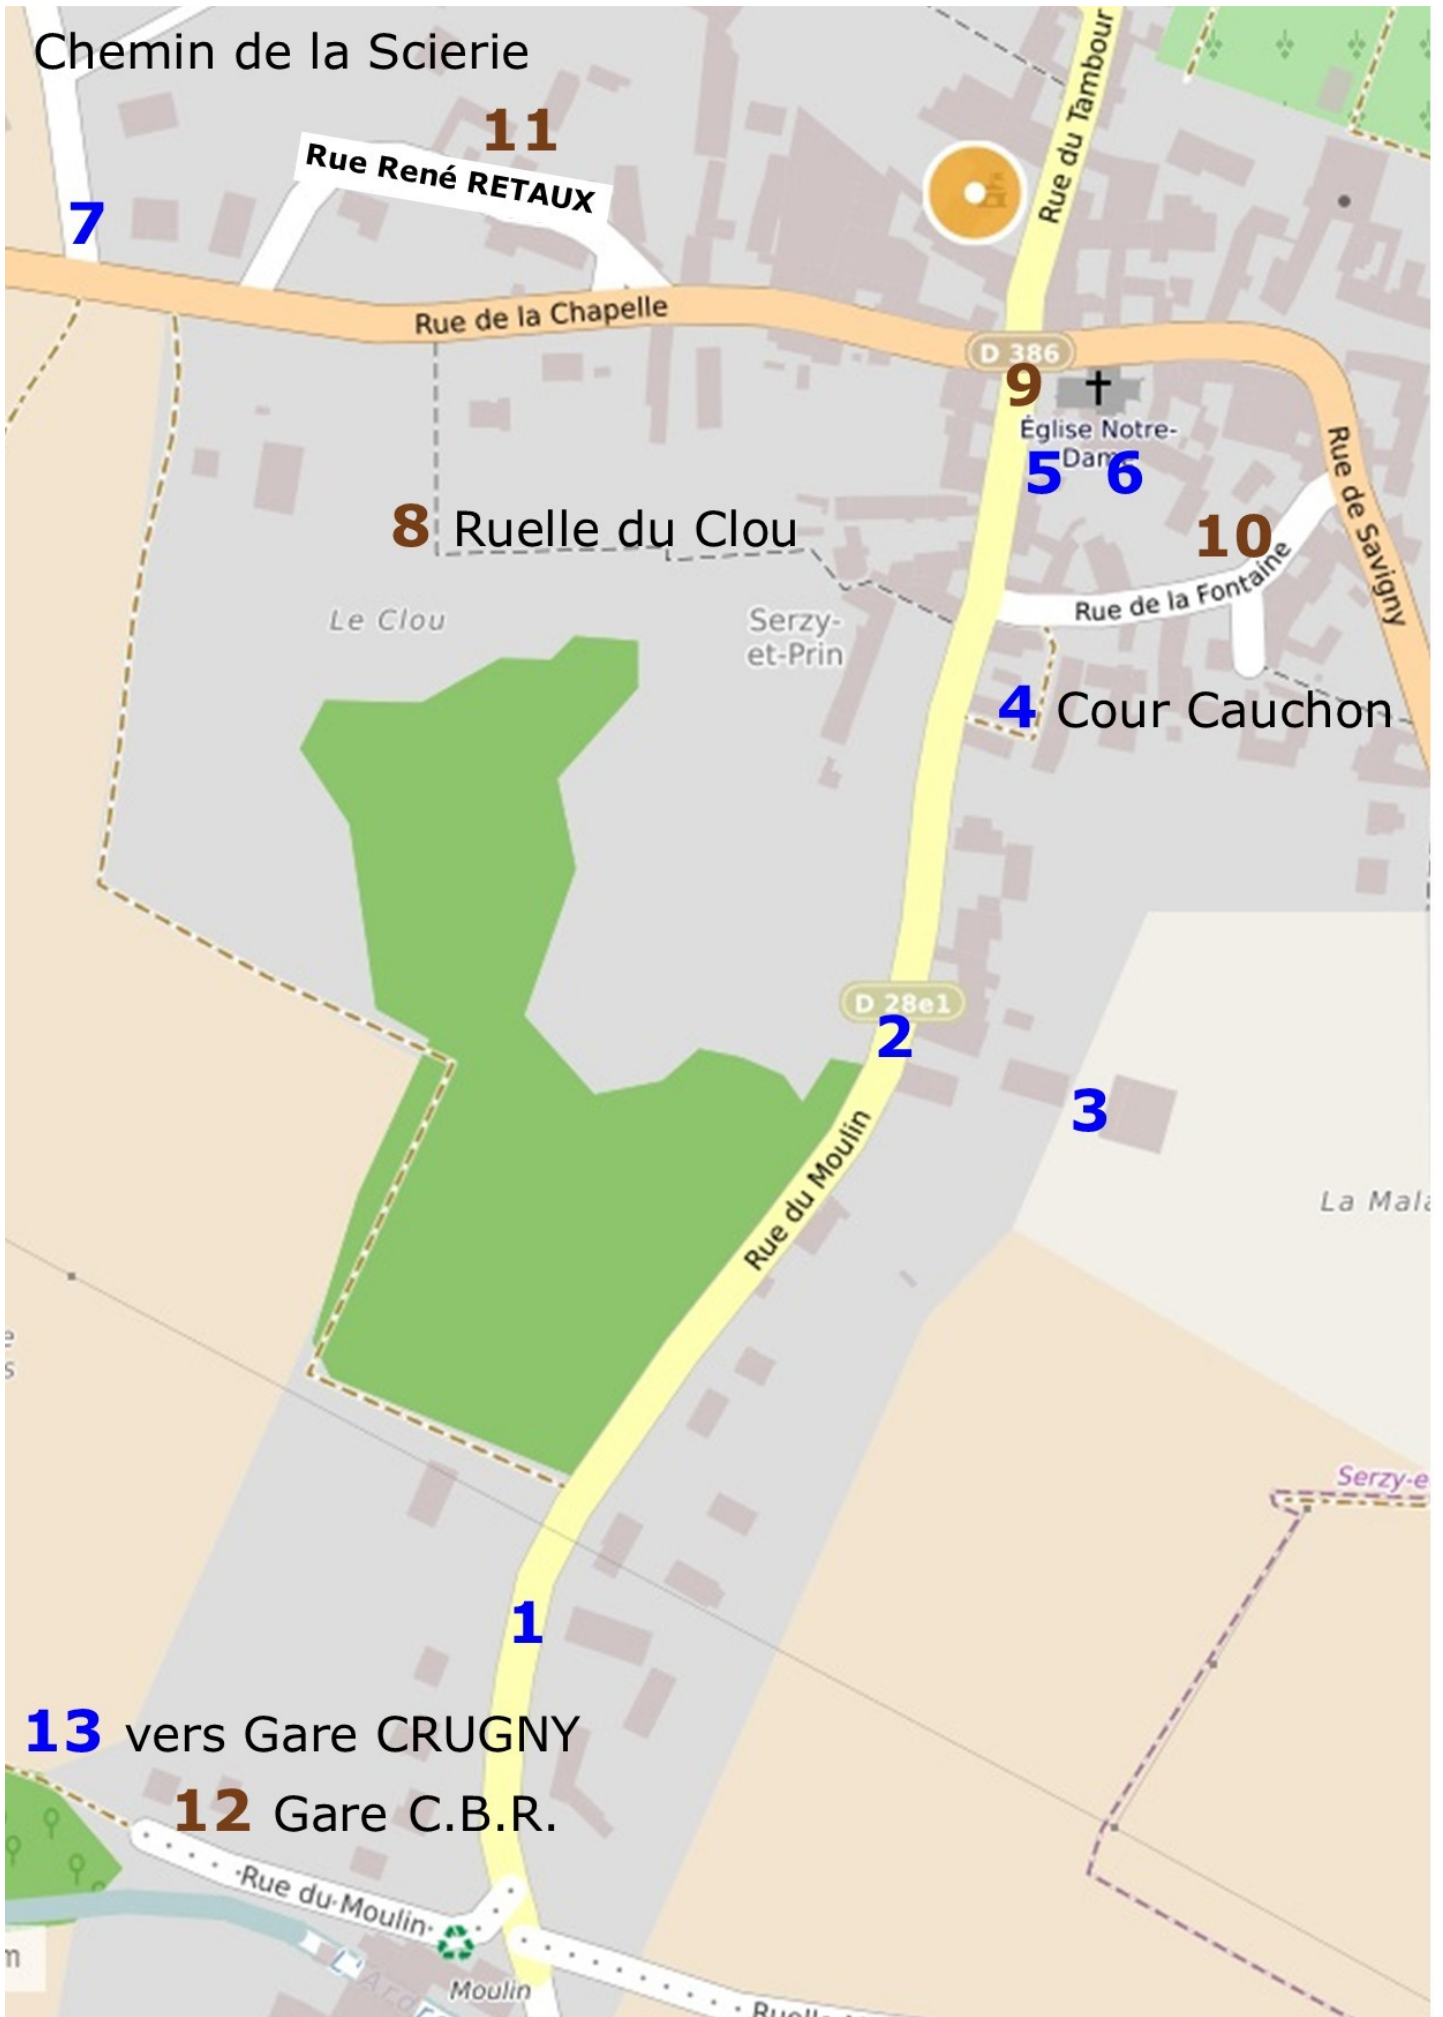 Chemin de la Scierie
Rue du Tambour
11
Rue René RETAUX
7
Rue de la Chapelle
D 386
9
Église Notre-
Dame
5 6
Rue de Savigny
8 Ruelle du Clou
10
Rue de la Fontaine
Le Clou
Serzy-
et-Prin
4 Cour Cauchon
D 28e1
2
3
Rue du Moulin
La Mala
Serzy-e
1
13 vers Gare CRUGNY
12 Gare C.B.R.
Rue du Moulin
Moulin
L'Ardr